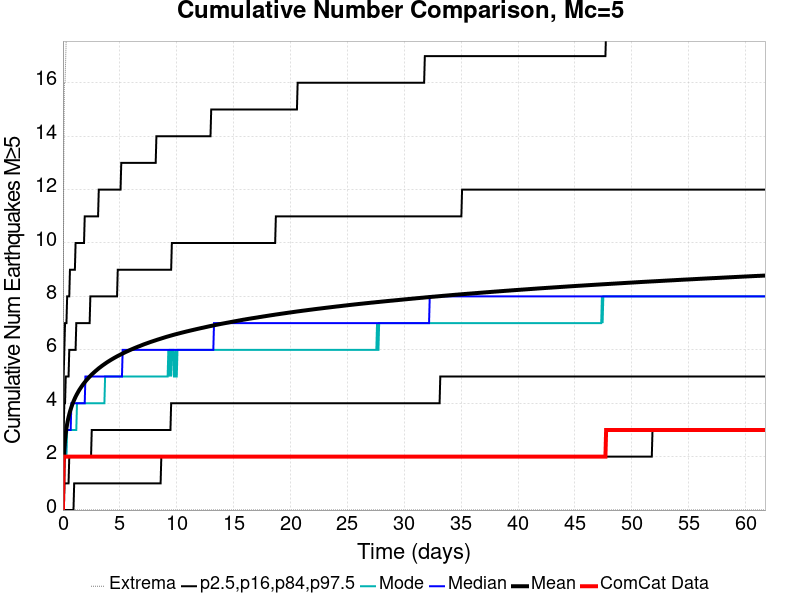 Cumulative Number Comparison, Mc=5
Cumulative Num Earthquakes M≥5
16
14
12
10
8
6
4
2
0
0 5 10 15 20 25 30 35 40 45 50 55 60
Time (days)
Extrema p2.5,p16,p84,p97.5 Mode Median Mean ComCat Data